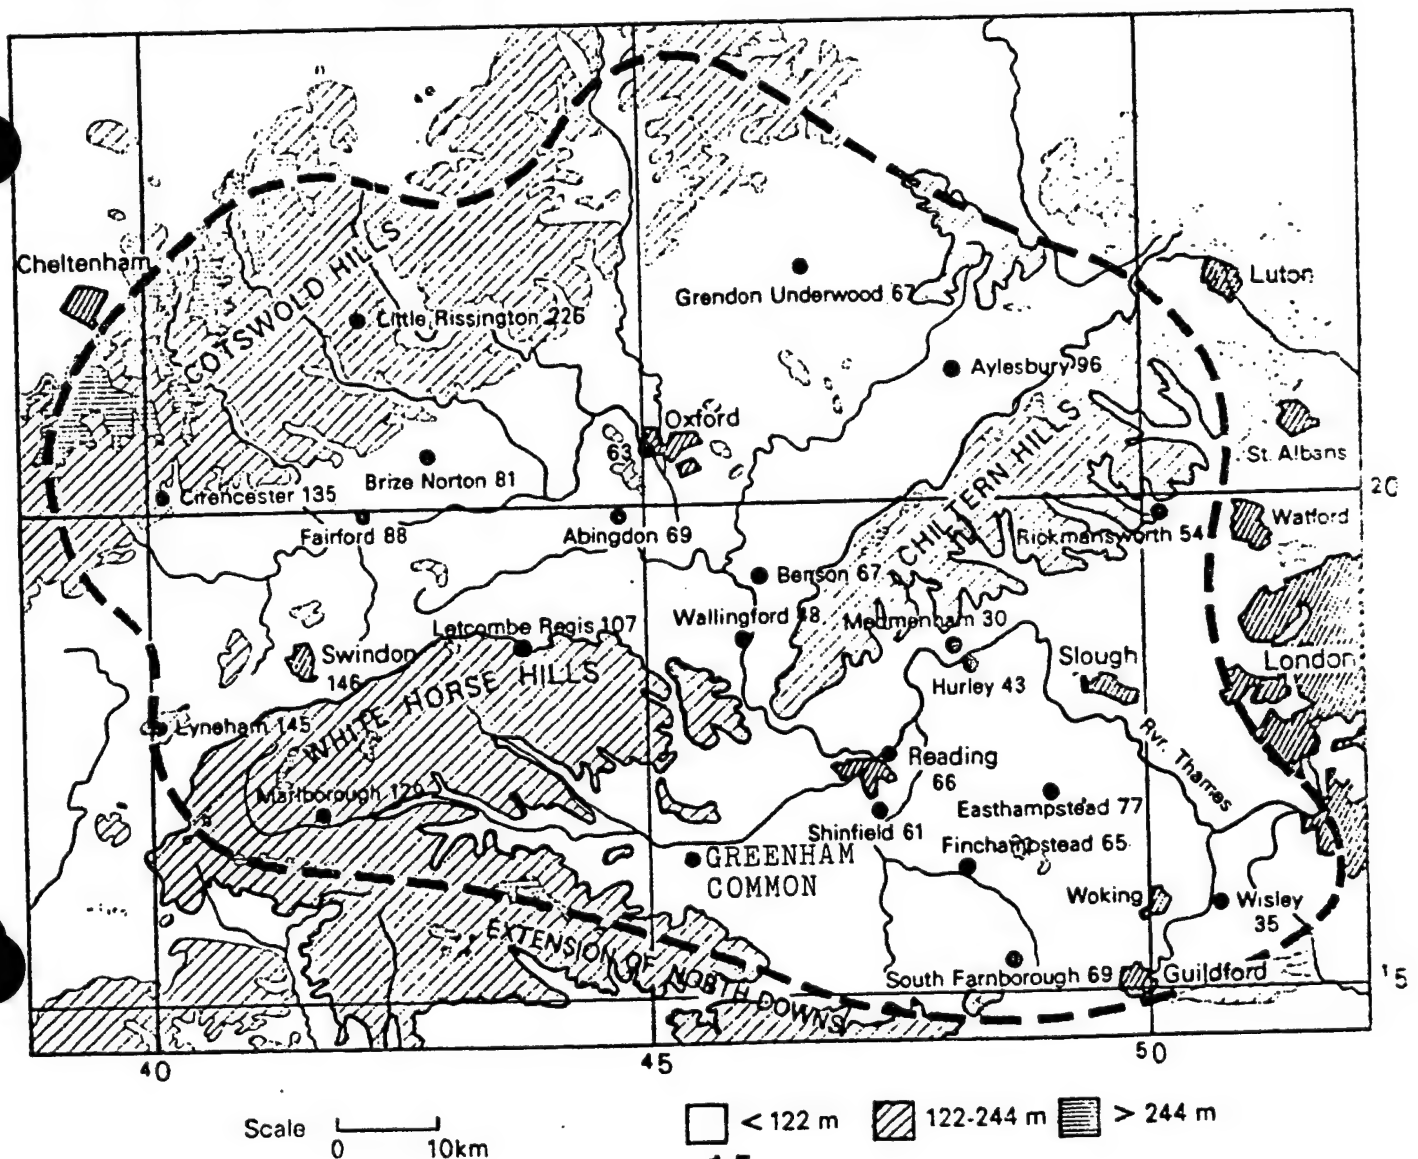 Cheltenham
COTSWOLD HILLS
Little Rissington 226
Grendon Underwood 67
Luton
Aylesbury 96
Oxford
63
CHILTERN HILLS
St. Albans
Brize Norton 81
Cirencester 135
20
Fairford 88
Abingdon 69
Rickmansworth 54
Watford
Benson 67
Wallingford 48
Medmenham 30
Letcombe Regis 107
Swindon
146
WHITE HORSE HILLS
Hurley 43
Slough
London
Lyneham 145
Rvr. Thames
Reading
66
Marlborough 129
Easthampstead 77
Shinfield 61
Finchampstead 65
GREENHAM
COMMON
Woking
Wisley
35
EXTENSION OF NORTH DOWNS
South Farnborough 69
Guildford
15
40
45
50
Scale
0 10km
< 122 m
122-244 m
> 244 m